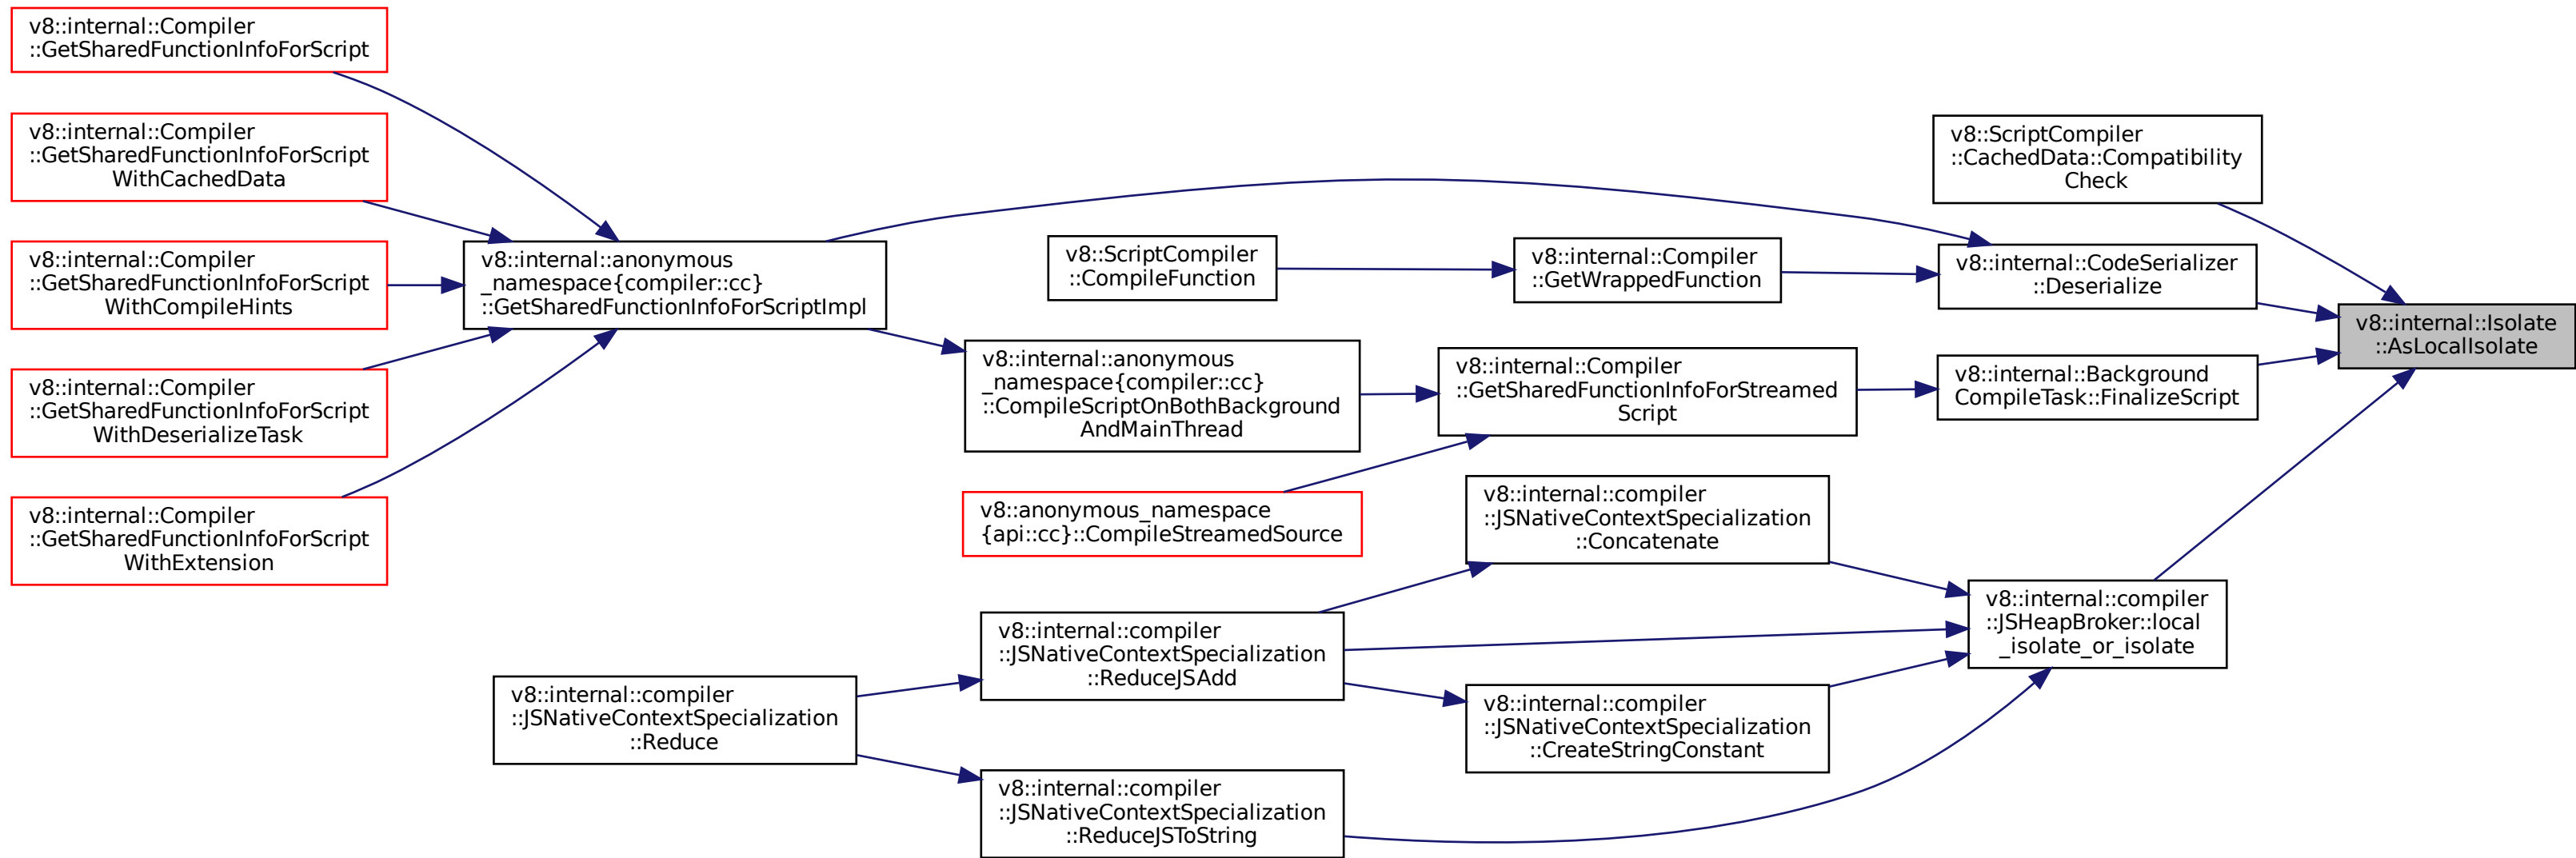 v8::internal::Compiler
::GetSharedFunctionInfoForScript
v8::internal::Compiler
::GetSharedFunctionInfoForScript
WithCachedData
v8::internal::Compiler
::GetSharedFunctionInfoForScript
WithCompileHints
v8::internal::Compiler
::GetSharedFunctionInfoForScript
WithDeserializeTask
v8::internal::Compiler
::GetSharedFunctionInfoForScript
WithExtension
v8::internal::anonymous
_namespace{compiler::cc}
::GetSharedFunctionInfoForScriptImpl
v8::internal::compiler
::JSNativeContextSpecialization
::Reduce
v8::ScriptCompiler
::CompileFunction
v8::internal::anonymous
_namespace{compiler::cc}
::CompileScriptOnBothBackground
AndMainThread
v8::anonymous_namespace
{api::cc}::CompileStreamedSource
v8::internal::compiler
::JSNativeContextSpecialization
::ReduceJSAdd
v8::internal::compiler
::JSNativeContextSpecialization
::ReduceJSToString
v8::internal::Compiler
::GetWrappedFunction
v8::internal::Compiler
::GetSharedFunctionInfoForStreamed
Script
v8::internal::compiler
::JSNativeContextSpecialization
::Concatenate
v8::internal::compiler
::JSNativeContextSpecialization
::CreateStringConstant
v8::ScriptCompiler
::CachedData::Compatibility
Check
v8::internal::CodeSerializer
::Deserialize
v8::internal::Background
CompileTask::FinalizeScript
v8::internal::compiler
::JSHeapBroker::local
_isolate_or_isolate
v8::internal::Isolate
::AsLocalIsolate